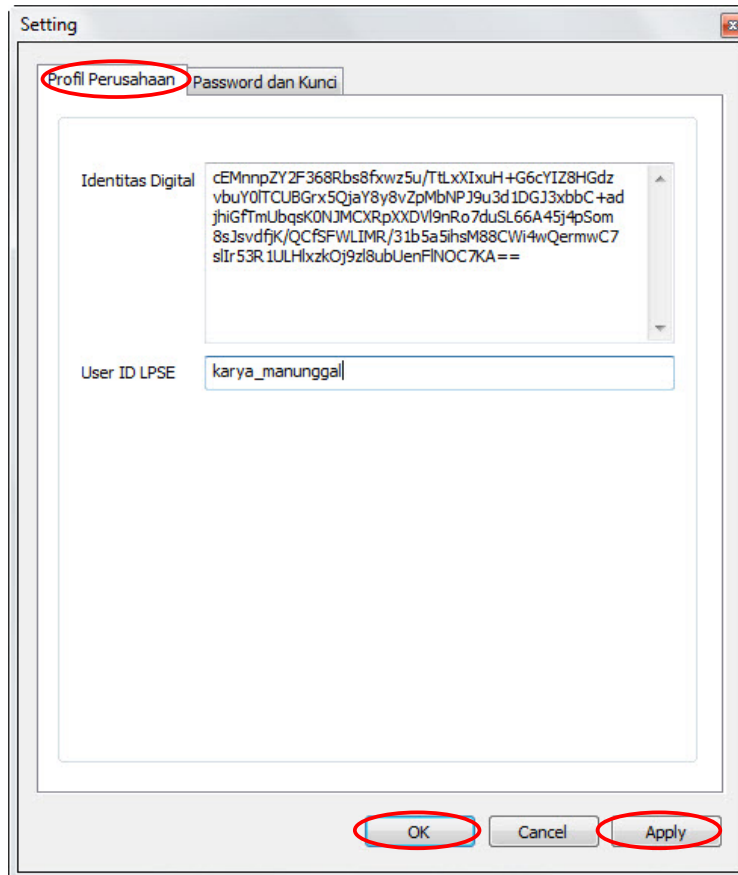 Setting
Profil Perusahaan
Password dan Kunci
Identitas Digital
cEMnnpZY2F368Rbs8fxwz5u/TtLxXIxuH+G6cYIZ8HGdz
vbuY0lTCUBGrx5QjaY8y8vZpMbNPJ9u3d1DGJ3xbbC+ad
jhiGfTmUbqsK0NJMCXRpXXDVl9nRo7duSL66A45j4pSom
8sJsvdfjK/QCfSFWLIMR/31b5a5ihsM88CWi4wQermwC7
slIr53R1ULHlxzkOj9zl8ubUenFlNOC7KA==
User ID LPSE
karya_manunggal
OK
Cancel
Apply